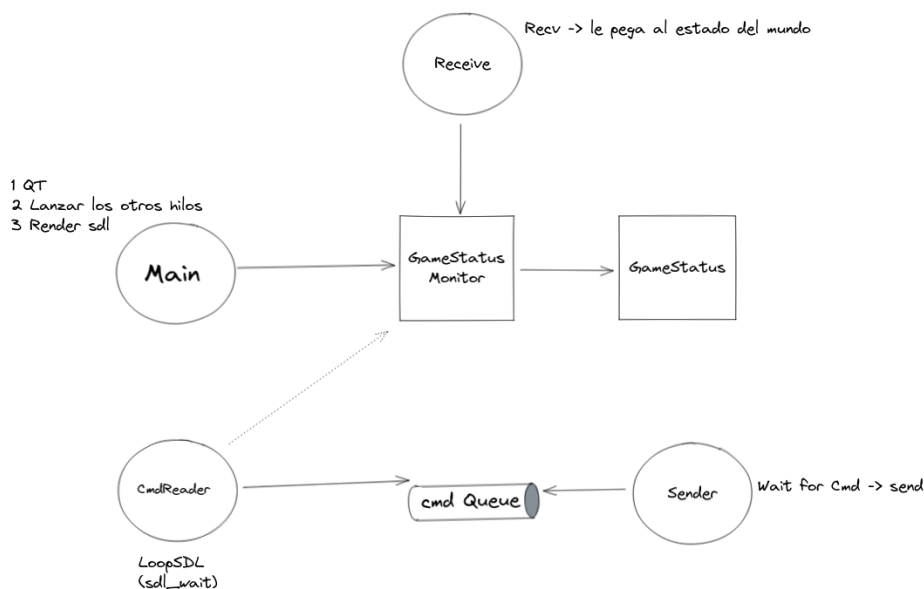 Recv -> le pega al estado del mundo
Receive
1 QT
2 Lanzar los otros hilos
3 Render sdl
Main
GameStatus
Monitor
GameStatus
CmdReader
cmd Queue
Sender
Wait for Cmd -> send
LoopSDL
(sdl_wait)